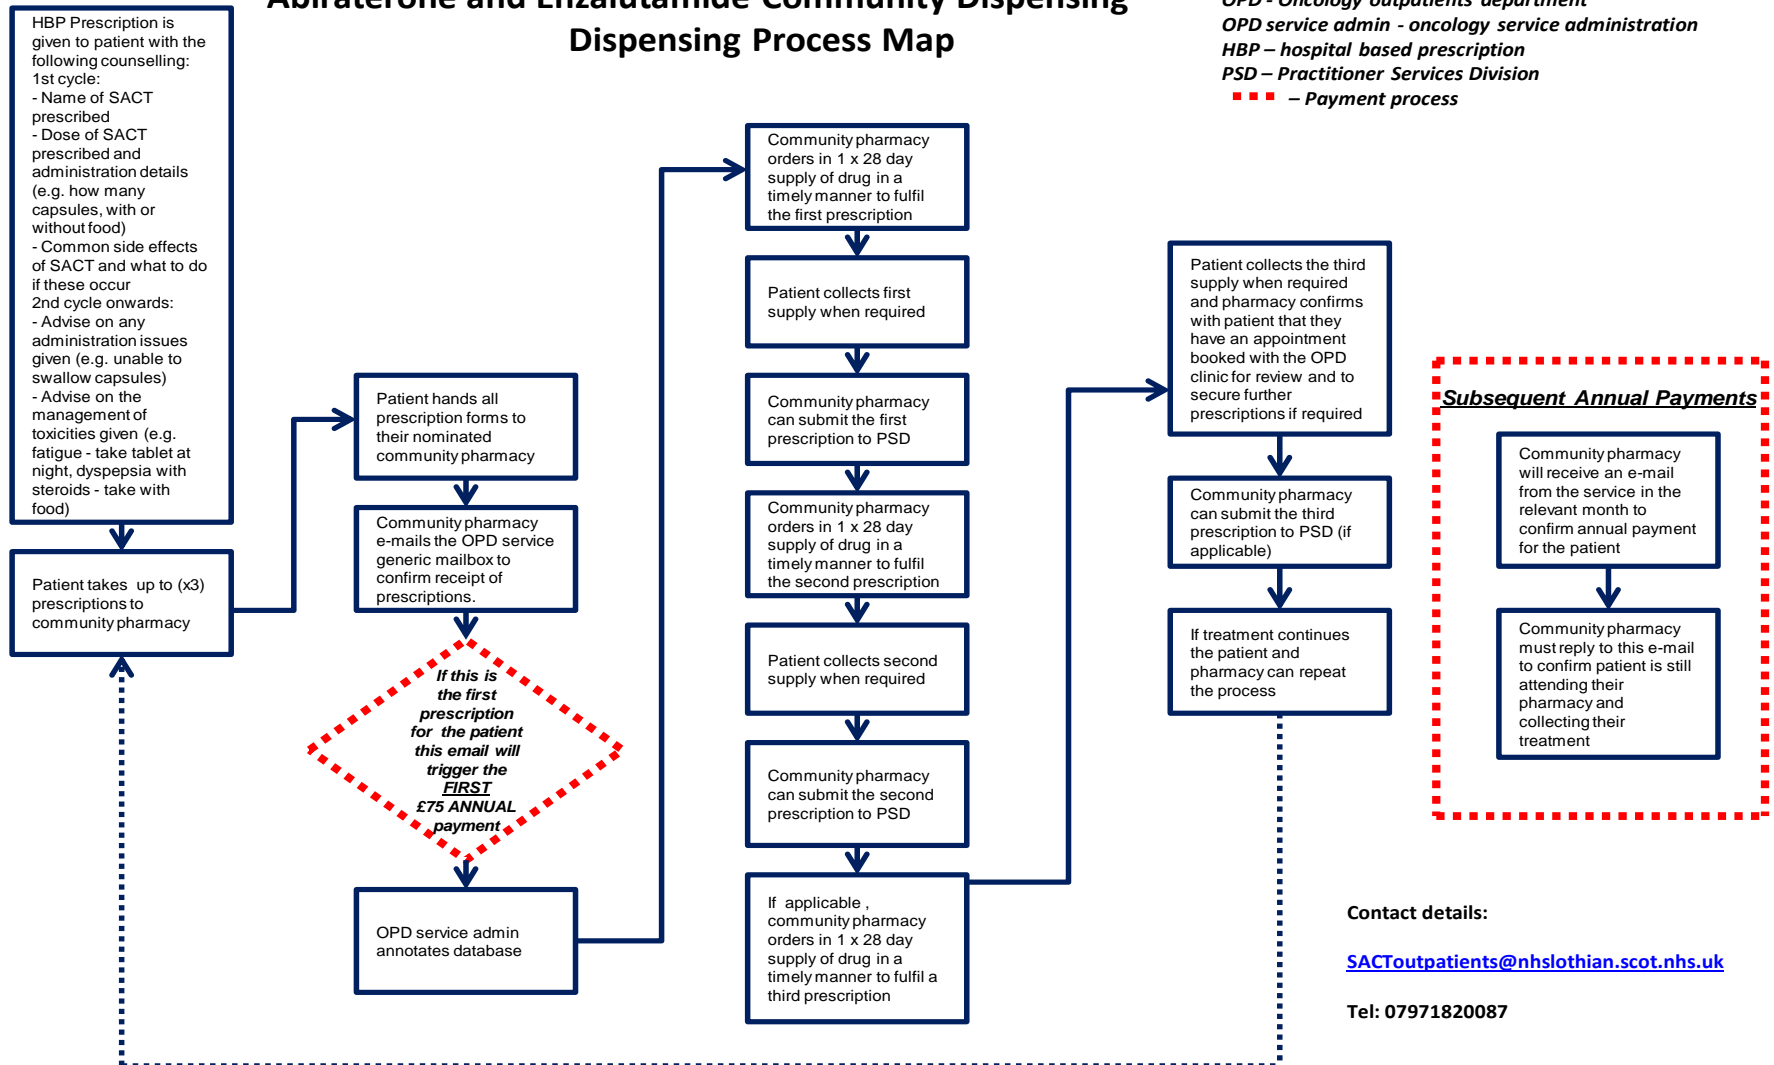 Abiraterone and Enzalutamide Community Dispensing
Dispensing Process Map
OPD - Oncology outpatients department
OPD service admin - oncology service administration
HBP – hospital based prescription
PSD – Practitioner Services Division
– Payment process
HBP Prescription is
given to patient with the
following counselling:
1st cycle:
- Name of SACT
prescribed
- Dose of SACT
prescribed and
administration details
(e.g. how many
capsules, with or
without food)
- Common side effects
of SACT and what to do
if these occur
2nd cycle onwards:
- Advise on any
administration issues
given (e.g. unable to
swallow capsules)
- Advise on the
management of
toxicities given (e.g.
fatigue - take tablet at
night, dyspepsia with
steroids - take with
food)
Patient takes up to (x3)
prescriptions to
community pharmacy
Patient hands all
prescription forms to
their nominated
community pharmacy
Community pharmacy
e-mails the OPD service
generic mailbox to
confirm receipt of
prescriptions.
If this is
the first
prescription
for the patient
this email will
trigger the
FIRST
£75 ANNUAL
payment
OPD service admin
annotates database
Community pharmacy
orders in 1 x 28 day
supply of drug in a
timely manner to fulfil
the first prescription
Patient collects first
supply when required
Community pharmacy
can submit the first
prescription to PSD
Community pharmacy
orders in 1 x 28 day
supply of drug in a
timely manner to fulfil
the second prescription
Patient collects second
supply when required
Community pharmacy
can submit the second
prescription to PSD
If applicable ,
community pharmacy
orders in 1 x 28 day
supply of drug in a
timely manner to fulfil a
third prescription
Patient collects the third
supply when required
and pharmacy confirms
with patient that they
have an appointment
booked with the OPD
clinic for review and to
secure further
prescriptions if required
Community pharmacy
can submit the third
prescription to PSD (if
applicable)
If treatment continues
the patient and
pharmacy can repeat
the process
Subsequent Annual Payments
Community pharmacy
will receive an e-mail
from the service in the
relevant month to
confirm annual payment
for the patient
Community pharmacy
must reply to this e-mail
to confirm patient is still
attending their
pharmacy and
collecting their
treatment
Contact details:
SACToutpatients@nhslothian.scot.nhs.uk
Tel: 07971820087